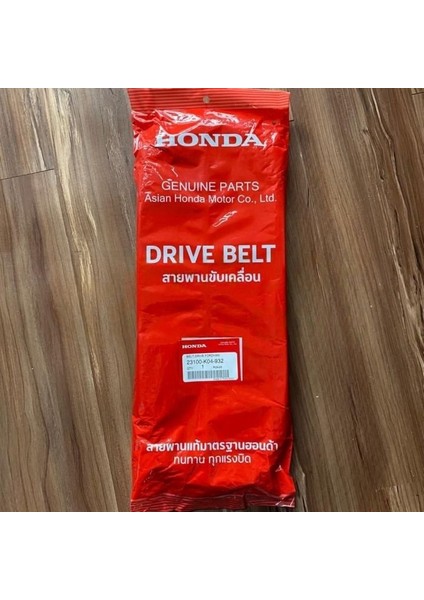 HONDA
GENUINE PARTS
Asian Honda Motor Co., Ltd.
DRIVE BELT
สายพานขับเคลื่อน
HONDA
23100-K04-932
1
สายพานแท้มาตรฐานฮอนด้า
ทนทาน ทุกแรงบิด